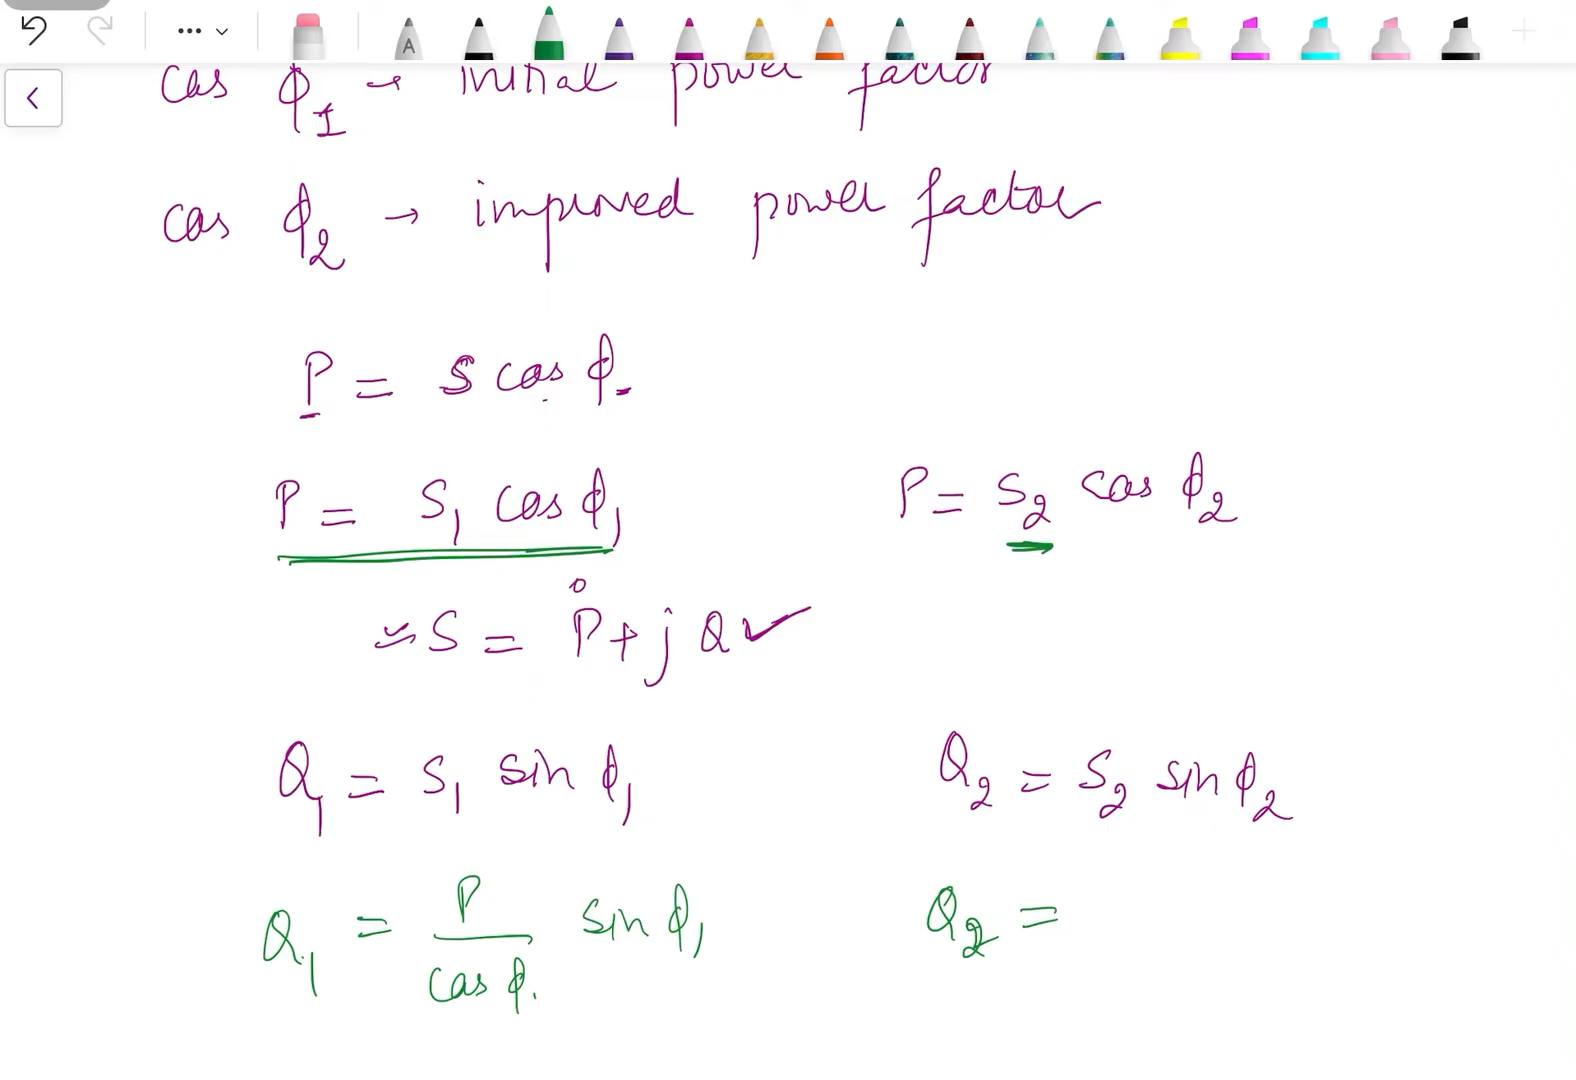 A
cos ϕ1 → initial power factor
cos ϕ2 → improved power factor
P = S cos ϕ
P = S1 cos ϕ1    P = S2 cos ϕ2
S = P + j Q ✓
Q1 = S1 sin ϕ1    Q2 = S2 sin ϕ2
Q1 = P / cos ϕ1 sin ϕ1    Q2 =